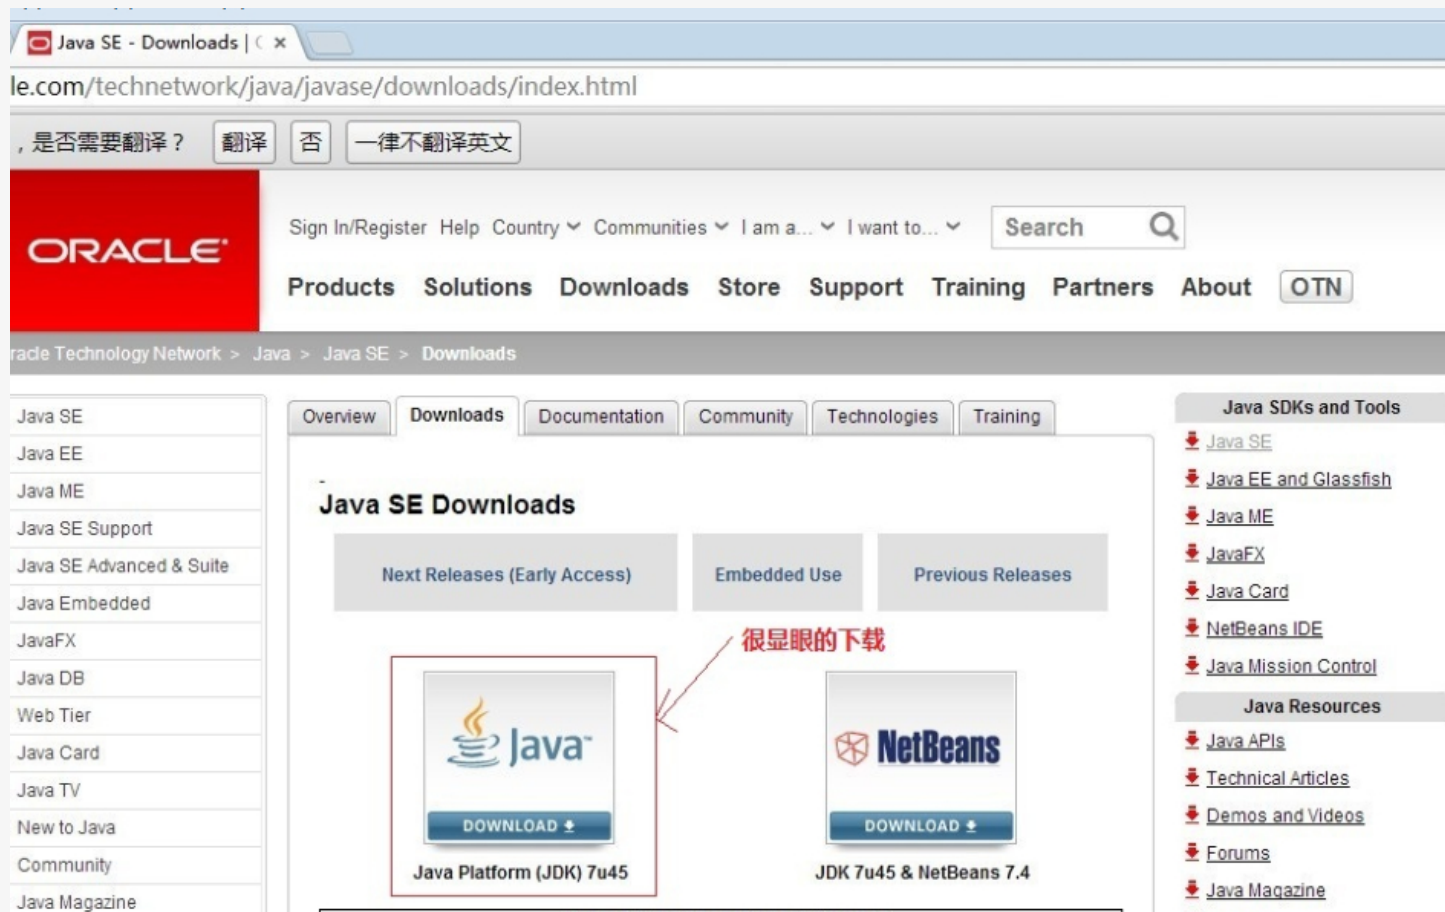 Java SE - Downloads |
le.com/technetwork/java/javase/downloads/index.html
，是否需要翻译？ 翻译 否 一律不翻译英文
ORACLE
Sign In/Register Help Country Communities I am a... I want to... Search
Products Solutions Downloads Store Support Training Partners About OTN
racle Technology Network > Java > Java SE > Downloads
Java SE
Java EE
Java ME
Java SE Support
Java SE Advanced & Suite
Java Embedded
JavaFX
Java DB
Web Tier
Java Card
Java TV
New to Java
Community
Java Magazine
Overview Downloads Documentation Community Technologies Training
Java SE Downloads
Next Releases (Early Access) Embedded Use Previous Releases
很显眼的下载
Java
DOWNLOAD
Java Platform (JDK) 7u45
NetBeans
DOWNLOAD
JDK 7u45 & NetBeans 7.4
Java SDKs and Tools
Java SE
Java EE and Glassfish
Java ME
JavaFX
Java Card
NetBeans IDE
Java Mission Control
Java Resources
Java APIs
Technical Articles
Demos and Videos
Forums
Java Magazine